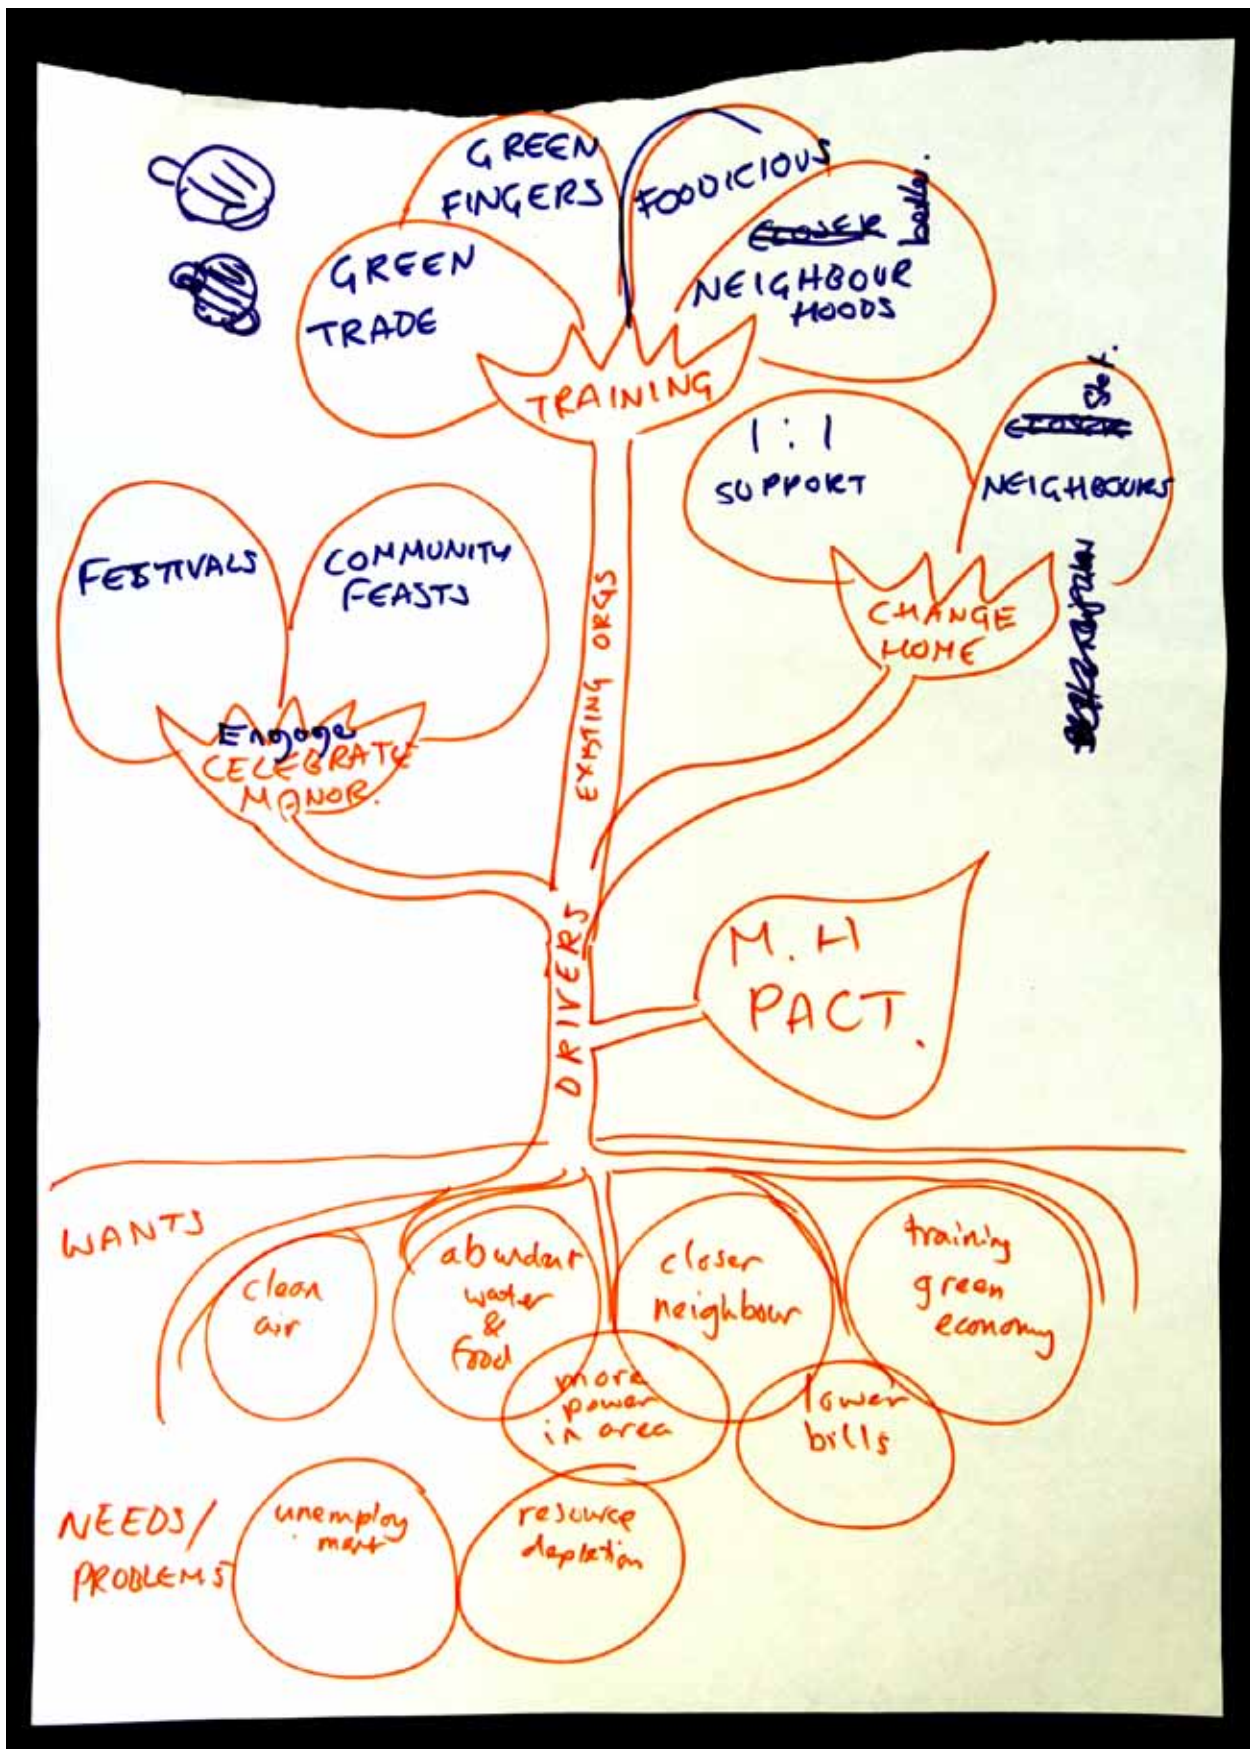 GREEN
FINGERS
FOODICIOUS
GREEN
TRADE
CLOSER
NEIGHBOUR
HOODS
TRAINING
1:1
SUPPORT
CLOSER
NEIGHBOURS
FESTIVALS
COMMUNITY
FEASTS
CHANGE
HOME
Engage
CELEBRATE
MANOR.
EXISTING ORGS
DRIVERS
M.H
PACT.
WANTS
clean
air
abundant
water
&
food
closer
neighbour
training
green
economy
more
power
in area
lower
bills
NEEDS/
PROBLEMS
unemploy
ment
resource
depletion